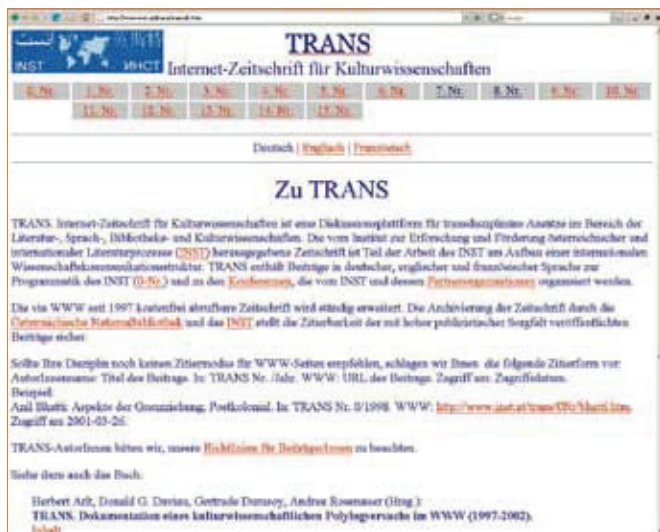 TRANS
INST ИНСТ Internet-Zeitschrift für Kulturwissenschaften
0. Nr. 1. Nr. 2. Nr. 3. Nr. 4. Nr. 5. Nr. 6. Nr. 7. Nr. 8. Nr. 9. Nr. 10. Nr.
11. Nr. 12. Nr. 13. Nr. 14. Nr. 15. Nr.
Deutsch | Englisch | Französisch
Zu TRANS
TRANS. Internet-Zeitschrift für Kulturwissenschaften ist eine Diskussionsplattform für transdisziplinäre Ansätze im Bereich der
Literatur-, Sprach-, Bibliotheks- und Kulturwissenschaften. Die vom Institut zur Erforschung und Förderung österreichischer und
internationaler Literaturprozesse (INST) herausgegebene Zeitschrift ist Teil der Arbeit des INST am Aufbau einer internationalen
Wissenschaftskommunikationsstruktur. TRANS enthält Beiträge in deutscher, englischer und französischer Sprache zur
Programmatik des INST (0-Nr.) und zu den Konferenzen, die vom INST und dessen Partnerorganisationen organisiert werden.
Die via WWW seit 1997 kostenfrei abrufbare Zeitschrift wird ständig erweitert. Die Archivierung der Zeitschrift durch die
Österreichische Nationalbibliothek und das INST stellt die Zitierbarkeit der mit hoher publizistischer Sorgfalt veröffentlichten
Beiträge sicher.
Sollte Ihre Disziplin noch keinen Zitiermodus für WWW-Seiten empfehlen, schlagen wir Ihnen die folgende Zitierform vor:
AutorInnenname: Titel des Beitrags. In: TRANS Nr. /Jahr. WWW: URL des Beitrags. Zugriff am: Zugriffsdatum.
Beispiel:
Anil Bhatti: Aspekte der Grenzziehung; Postkolonial. In: TRANS Nr. 0/1998. WWW: http://www.inst.at/trans/0Nr/bhatti.htm.
Zugriff am 2001-03-26.
TRANS-AutorInnen bitten wir, unsere Richtlinien für BeiträgerInnen zu beachten.
Siehe dazu auch das Buch:
Herbert Arlt, Donald G. Daviau, Gertrude Durusoy, Andrea Rosenauer (Hrsg.):
TRANS. Dokumentation eines kulturwissenschaftlichen Polylogversuchs im WWW (1997-2002).
Inhalt